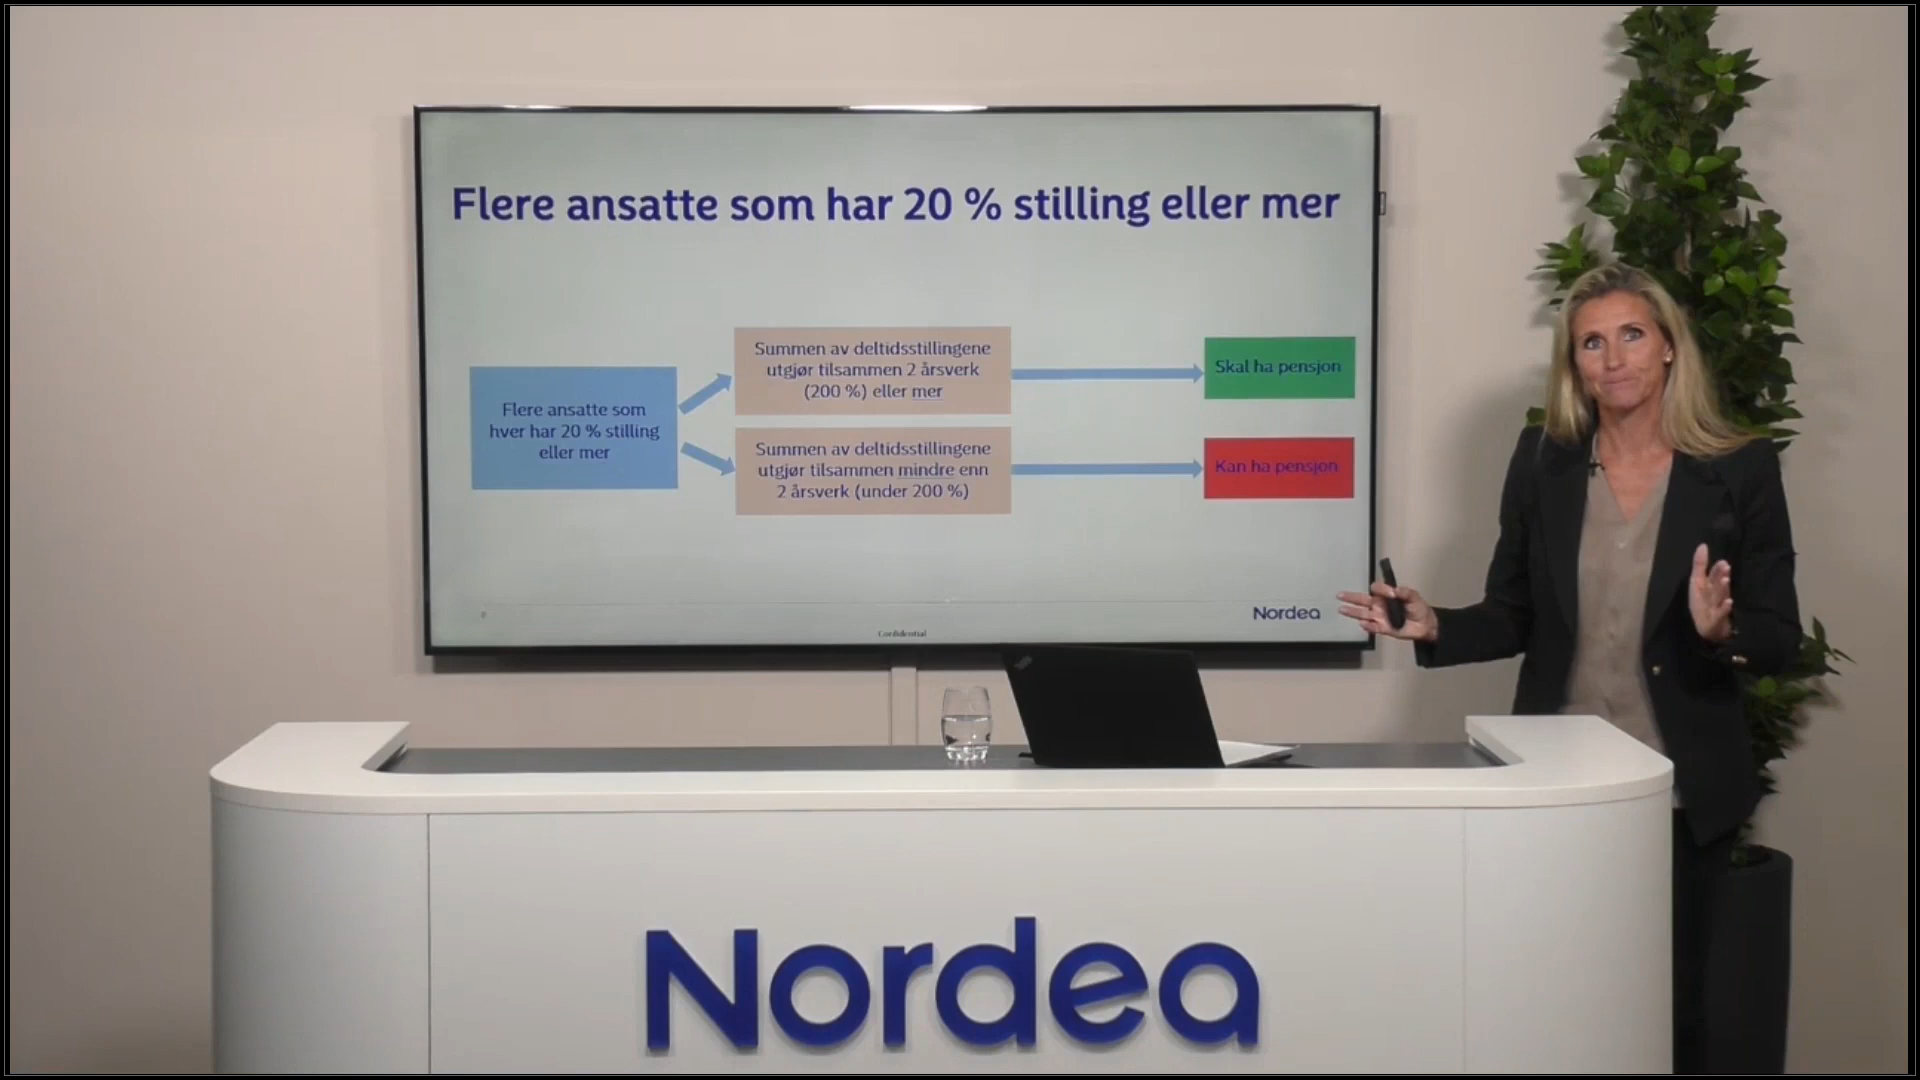 Flere ansatte som har 20 % stilling eller mer
Flere ansatte som
hver har 20 % stilling
eller mer
Summen av deltidsstillingene
utgjør tilsammen 2 årsverk
(200 %) eller mer
Skal ha pensjon
Summen av deltidsstillingene
utgjør tilsammen mindre enn
2 årsverk (under 200 %)
Kan ha pensjon
Nordea
Confidential
Nordea